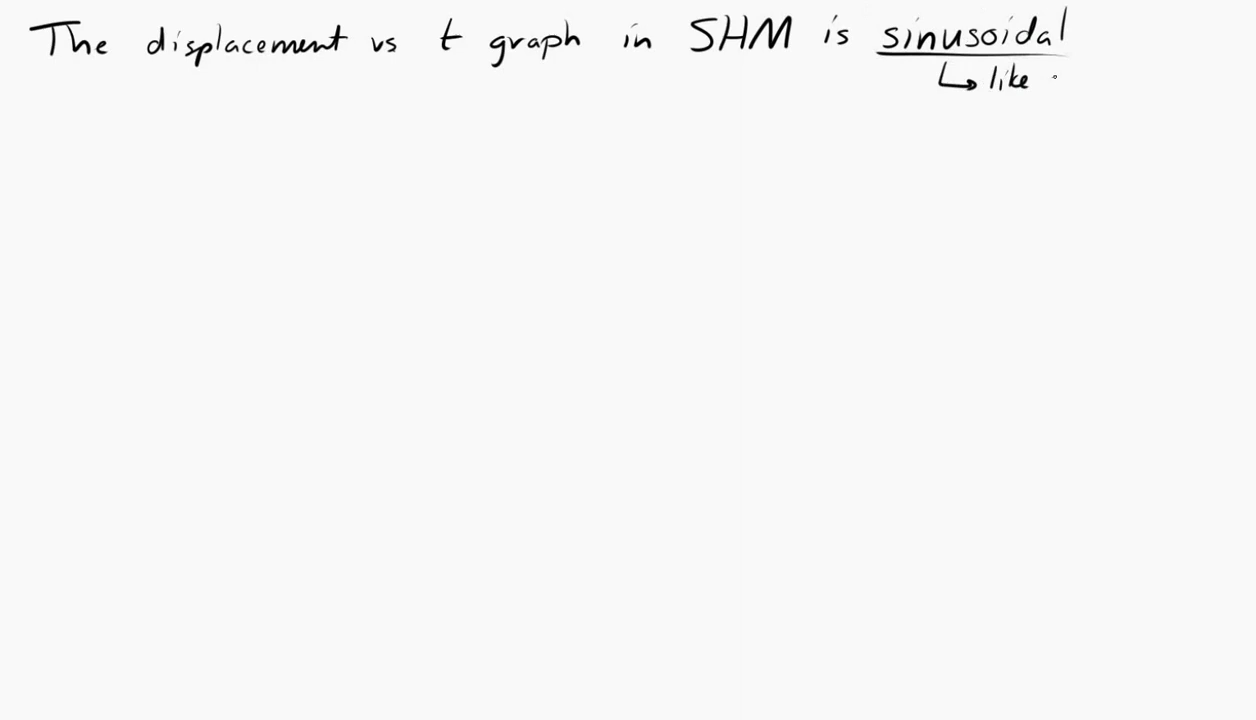 The displacement vs t graph in SHM is sinusoidal
↳ like